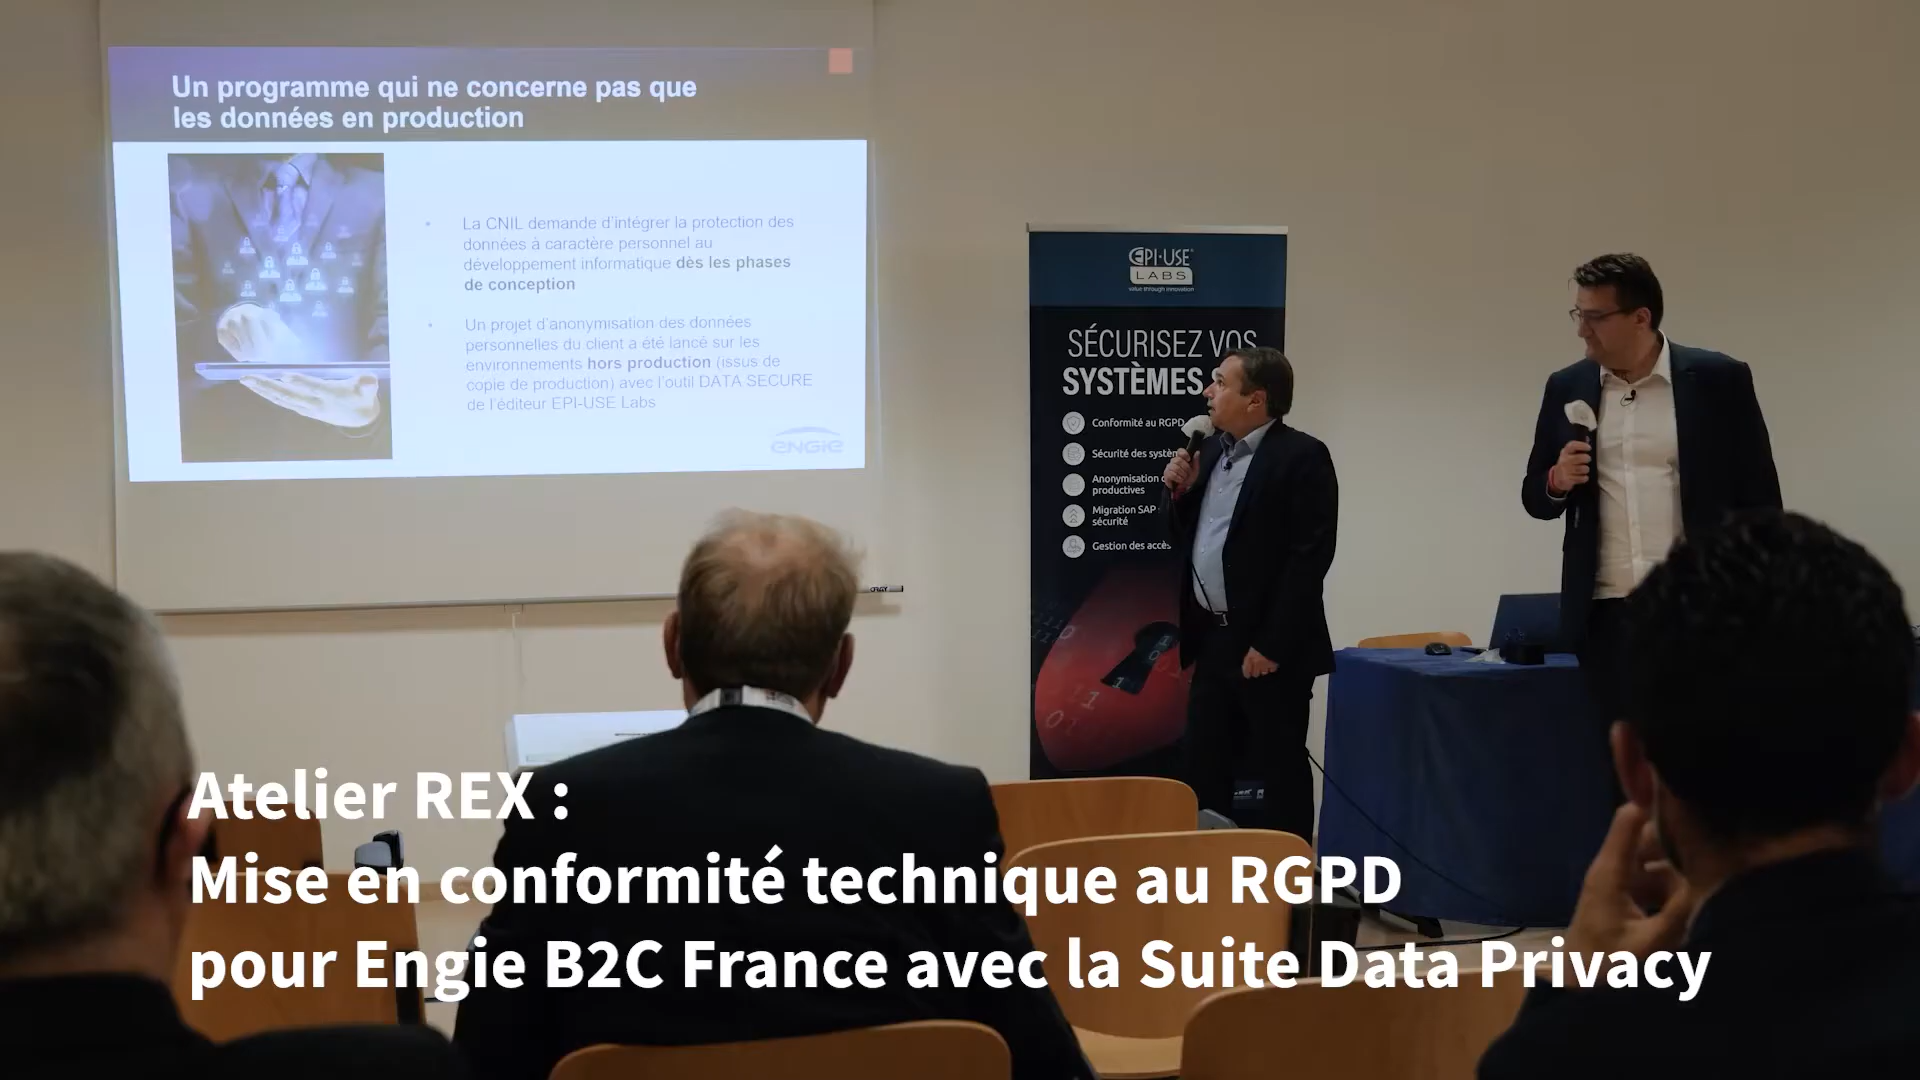 Un programme qui ne concerne pas que
les données en production
La CNIL demande d'intégrer la protection des
données à caractère personnel au
développement informatique dès les phases
de conception
Un projet d'anonymisation des données
personnelles du client a été lancé sur les
environnements hors production (issus de
copie de production) avec l'outil DATA SECURE
de l'éditeur EPI-USE Labs
ENGIE
EPI-USE
LABS
value through innovation
SÉCURISEZ VOS
SYSTÈMES
Conformité au RGPD
Sécurité des
Anonymisation
productives
Migration SAP
sécurité
Gestion des
Atelier REX :
Mise en conformité technique au RGPD
pour Engie B2C France avec la Suite Data Privacy